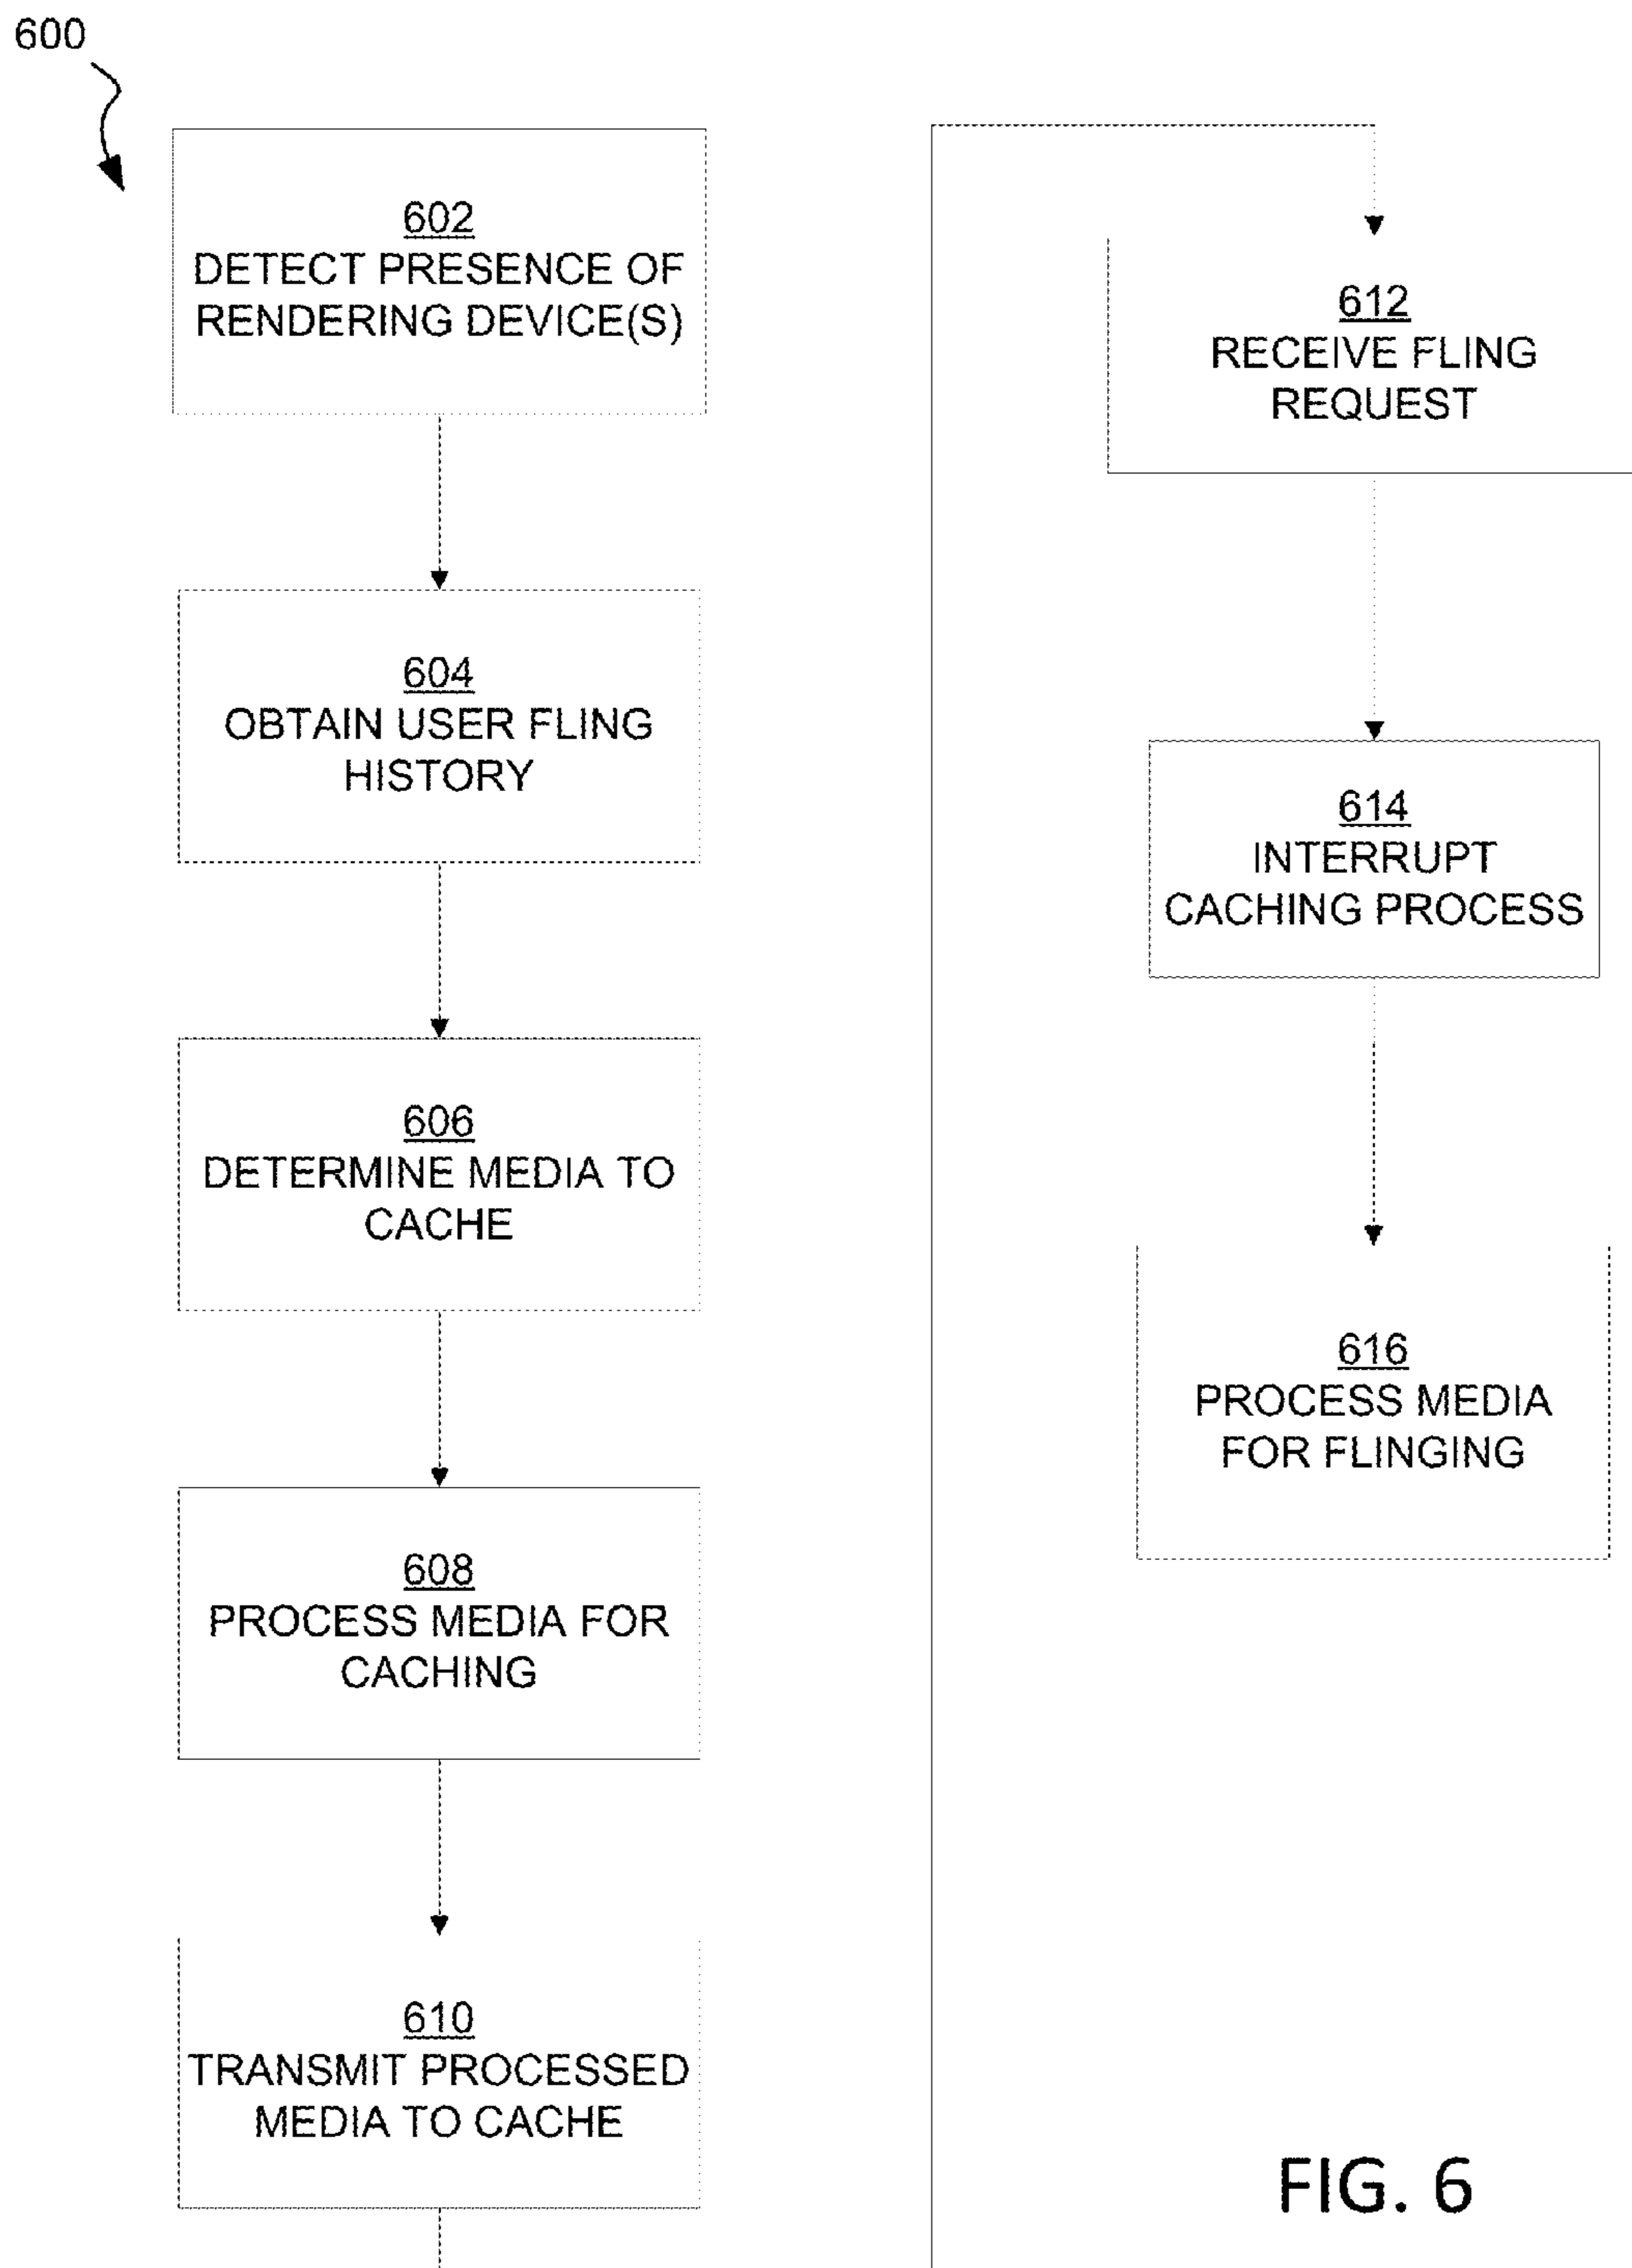 600
602
DETECT PRESENCE OF
RENDERING DEVICE(S)
604
OBTAIN USER FLING
HISTORY
606
DETERMINE MEDIA TO
CACHE
608
PROCESS MEDIA FOR
CACHING
610
TRANSMIT PROCESSED
MEDIA TO CACHE
612
RECEIVE FLING
REQUEST
614
INTERRUPT
CACHING PROCESS
616
PROCESS MEDIA
FOR FLINGING
FIG. 6